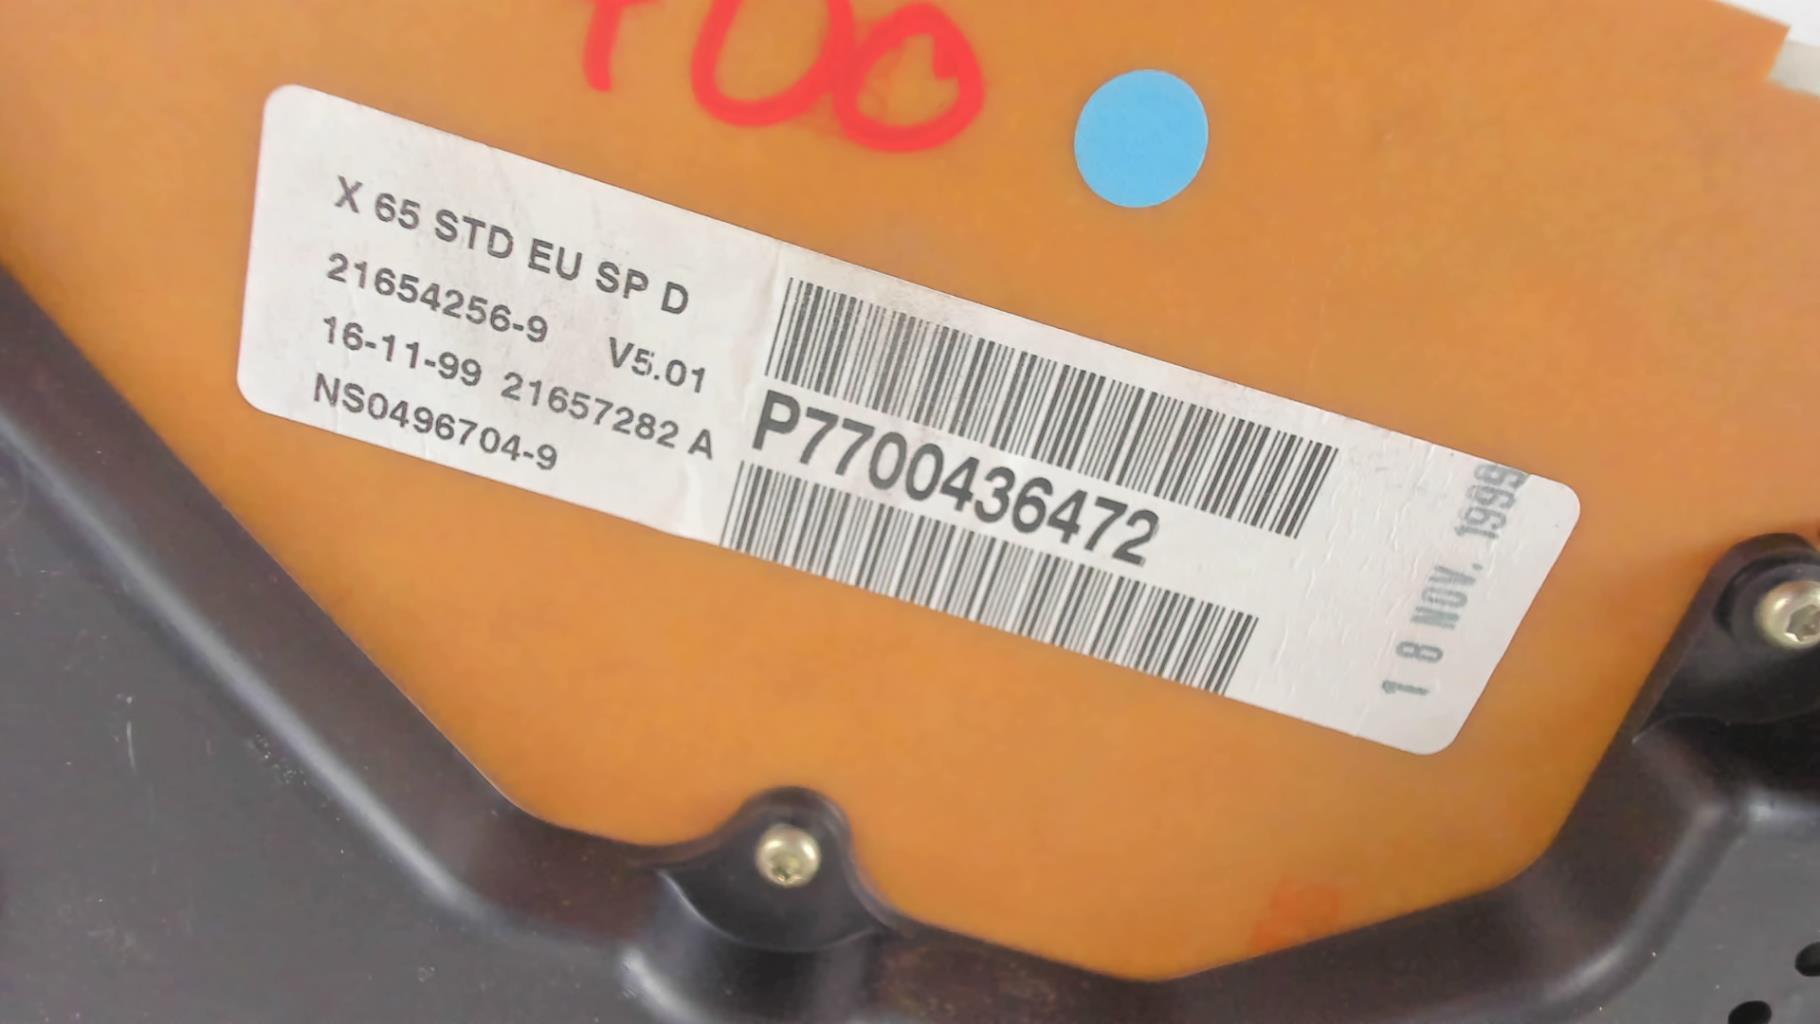 X 65 STD EU SP D
21654256-9 V5.01
16-11-99 21657282 A
NS0496704-9
P7700436472
18 NOV. 1999